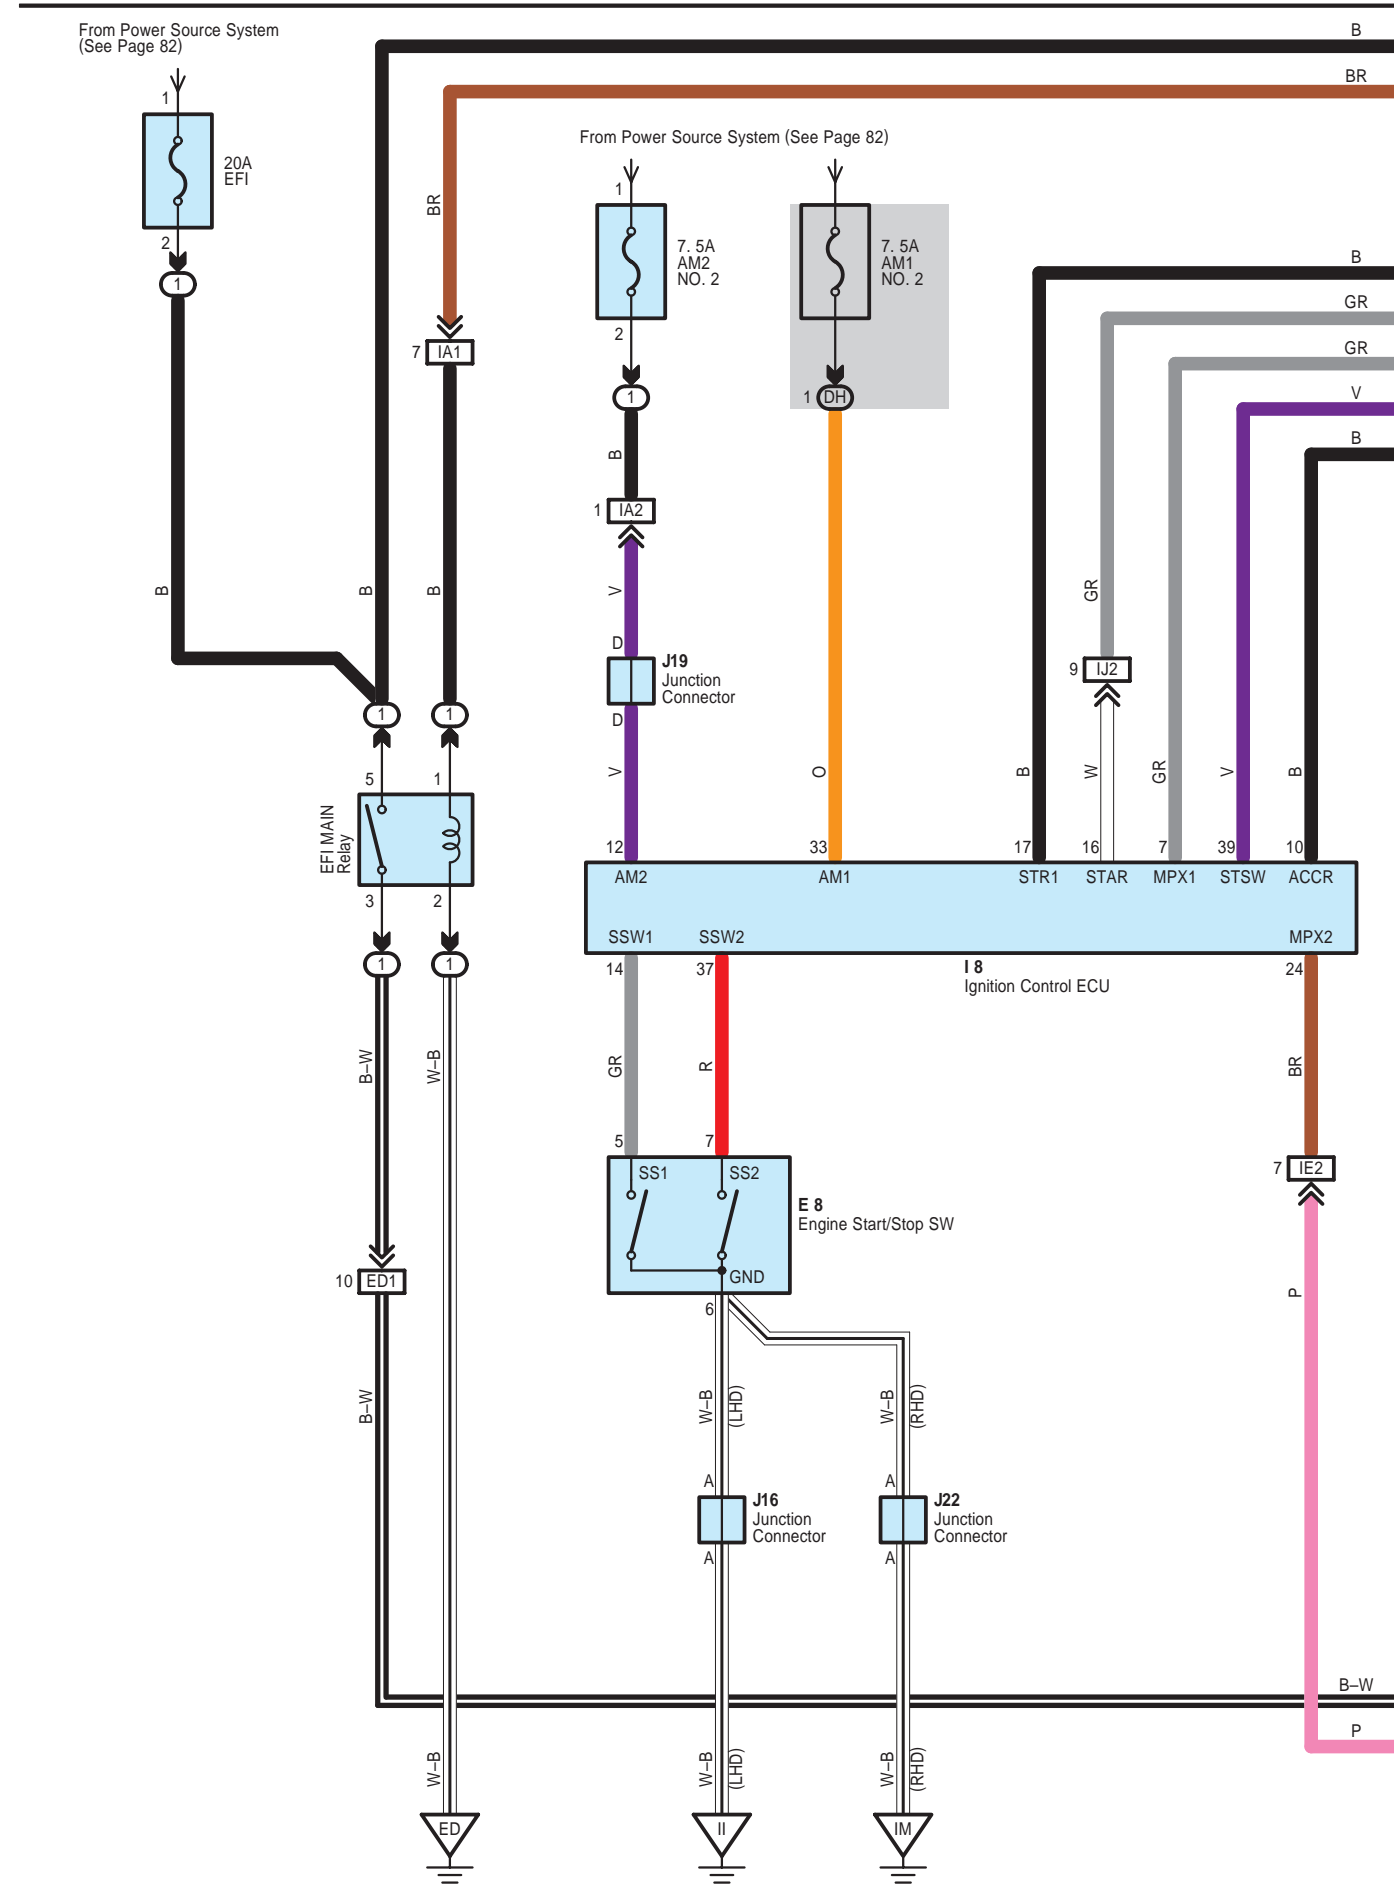 From Power Source System
(See Page 82)
B
BR
1
20A
EFI
2
1
From Power Source System (See Page 82)
1
7. 5A
AM2
NO. 2
2
1
7. 5A
AM1
NO. 2
1 DH
BR
7 IA1
B
GR
GR
V
B
B
1 IA2
B
B
B
V
GR
D
J19
Junction
Connector
D
9 IJ2
1
1
V
O
B
W
GR
V
B
5
1
EFI MAIN
Relay
3
2
1
1
12
33
17
16
7
39
10
AM2
AM1
STR1
STAR
MPX1
STSW
ACCR
SSW1
SSW2
MPX2
14
37
I 8
Ignition Control ECU
24
B–W
W–B
GR
R
BR
5
7
SS1
SS2
E 8
Engine Start/Stop SW
GND
6
7 IE2
10 ED1
P
B–W
W–B
(LHD)
W–B
(RHD)
A
J16
Junction
Connector
A
A
J22
Junction
Connector
A
B–W
P
W–B
W–B
(LHD)
W–B
(RHD)
ED
II
IM